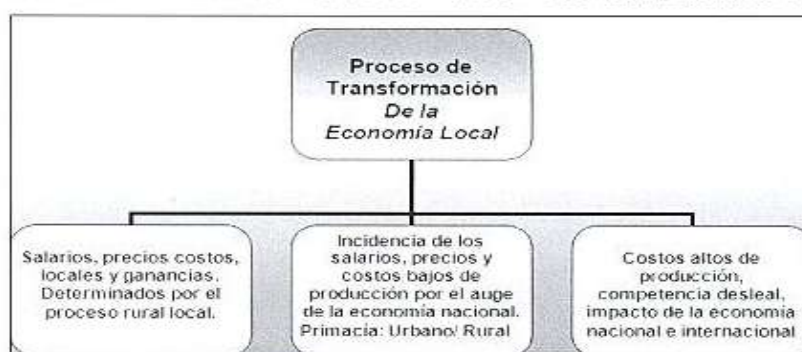 Proceso de
Transformación
De la
Economía Local
Salarios, precios costos,
locales y ganancias.
Determinados por el
proceso rural local.
Incidencia de los
salarios, precios y
costos bajos de
producción por el auge
de la economía nacional.
Primacía: Urbano/ Rural
Costos altos de
producción,
competencia desleal,
impacto de la economía
nacional e internacional